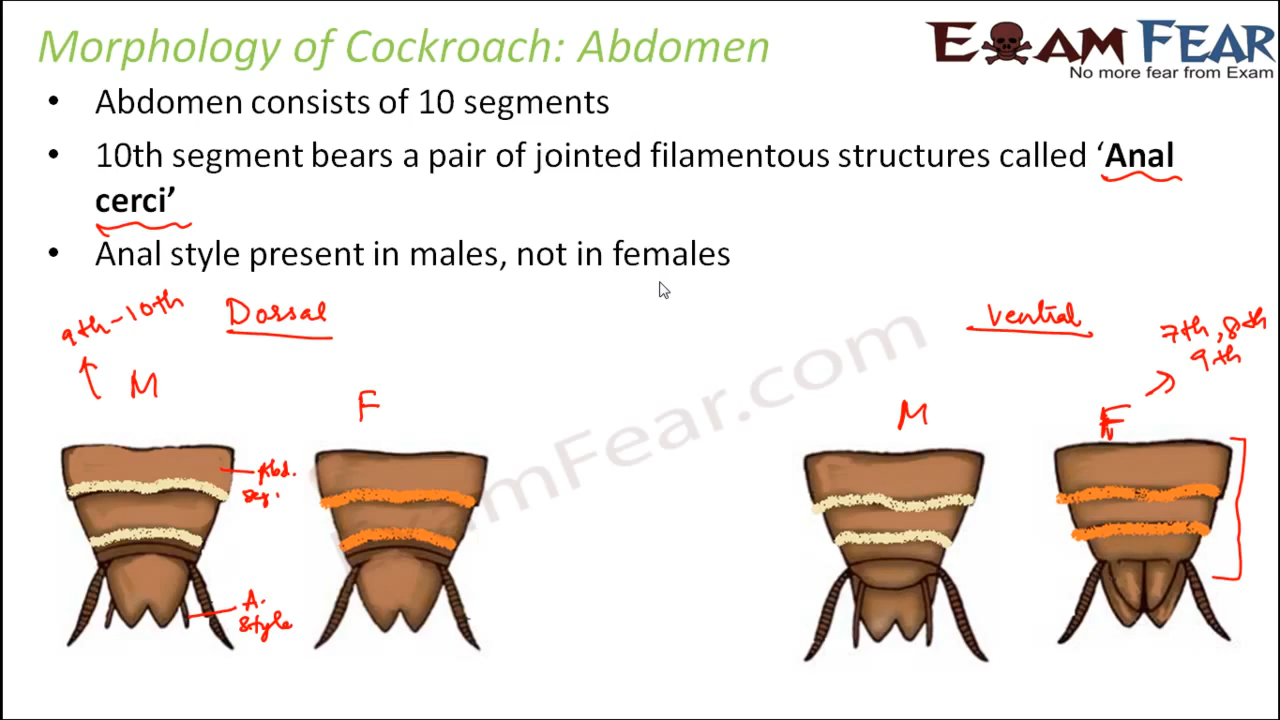 Morphology of Cockroach: Abdomen
EXAM FEAR
No more fear from Exam
• Abdomen consists of 10 segments
• 10th segment bears a pair of jointed filamentous structures called ‘Anal
cerci’
• Anal style present in males, not in females
9th-10th
Dorsal
Ventral
7th, 8th
9th
M
F
M
F
Abd.
seg.
A.
style
ExamFear.com